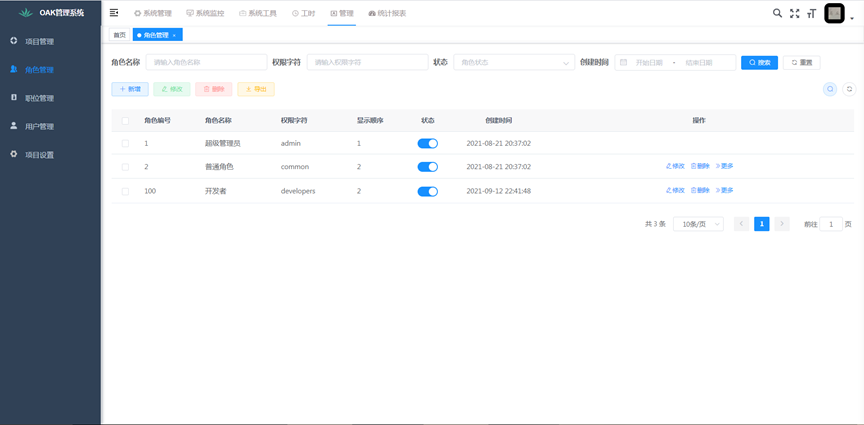 OAK管理系统
系统管理 系统监控 系统工具 工时 管理 统计报表
首页 角色管理 ×
项目管理
角色管理
职位管理
用户管理
项目设置
角色名称 请输入角色名称 权限字符 请输入权限字符 状态 角色状态 创建时间 开始日期 - 结束日期 搜索 重置
+ 新增 修改 删除 导出
角色编号 角色名称 权限字符 显示顺序 状态 创建时间 操作
1 超级管理员 admin 1 2021-08-21 20:37:02
2 普通角色 common 2 2021-08-21 20:37:02 修改 删除 更多
100 开发者 developers 2 2021-09-12 22:41:48 修改 删除 更多
共 3 条 10条/页 < 1 > 前往 1 页